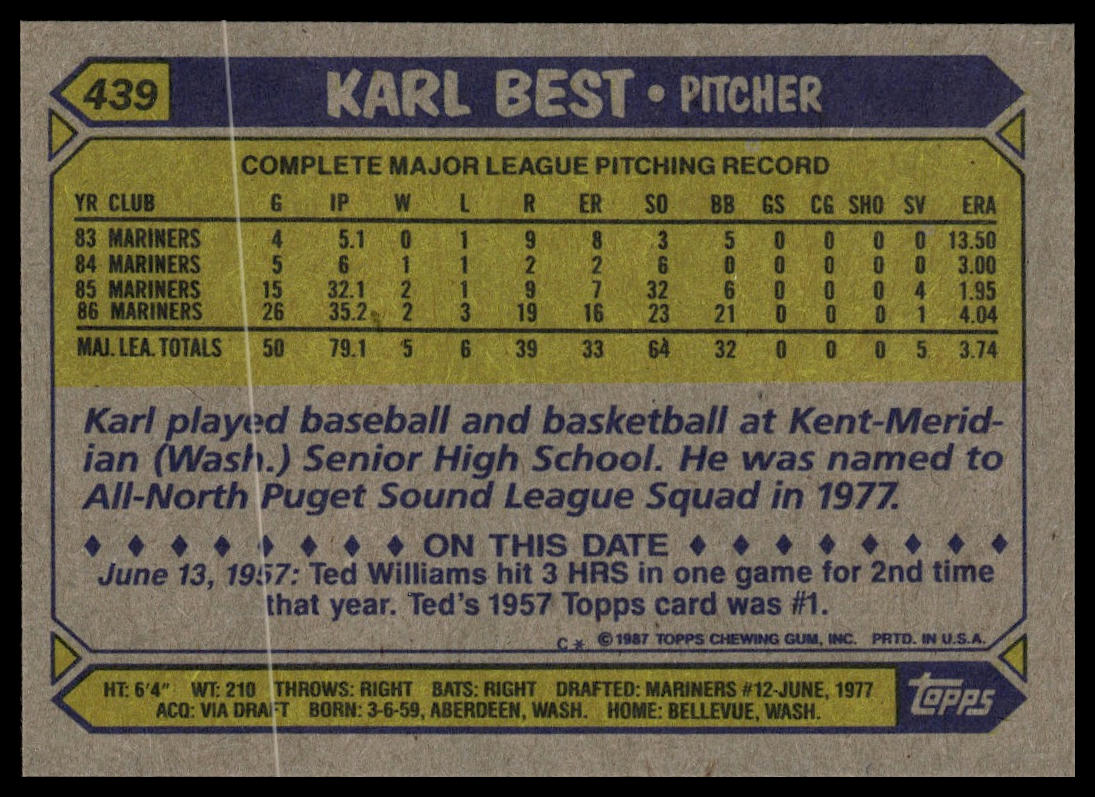 439 KARL BEST • PITCHER
COMPLETE MAJOR LEAGUE PITCHING RECORD
YR CLUB G IP W L R ER SO BB GS CG SHO SV ERA
83 MARINERS 4 5.1 0 1 9 8 3 5 0 0 0 0 13.50
84 MARINERS 5 6 1 1 2 2 6 0 0 0 0 0 3.00
85 MARINERS 15 32.1 2 1 9 7 32 6 0 0 0 4 1.95
86 MARINERS 26 35.2 2 3 19 16 23 21 0 0 0 1 4.04
MAJ. LEA. TOTALS 50 79.1 5 6 39 33 64 32 0 0 0 5 3.74
Karl played baseball and basketball at Kent-Merid-
ian (Wash.) Senior High School. He was named to
All-North Puget Sound League Squad in 1977.
♦ ♦ ♦ ♦ ♦ ♦ ♦ ♦ ON THIS DATE ♦ ♦ ♦ ♦ ♦ ♦ ♦ ♦
June 13, 1957: Ted Williams hit 3 HRS in one game for 2nd time
that year. Ted's 1957 Topps card was #1.
C* ©1987 TOPPS CHEWING GUM, INC. PRTD. IN U.S.A.
HT: 6'4" WT: 210 THROWS: RIGHT BATS: RIGHT DRAFTED: MARINERS #12-JUNE, 1977
ACQ: VIA DRAFT BORN: 3-6-59, ABERDEEN, WASH. HOME: BELLEVUE, WASH.
topps